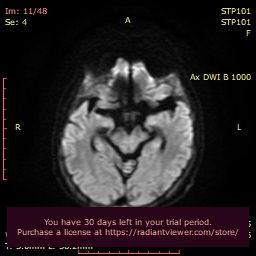 Im: 11/48
Se: 4
A
STP101
STP101
F
Ax DWI B 1000
R
L
You have 30 days left in your trial period.
Purchase a license at https://radiantviewer.com/store/